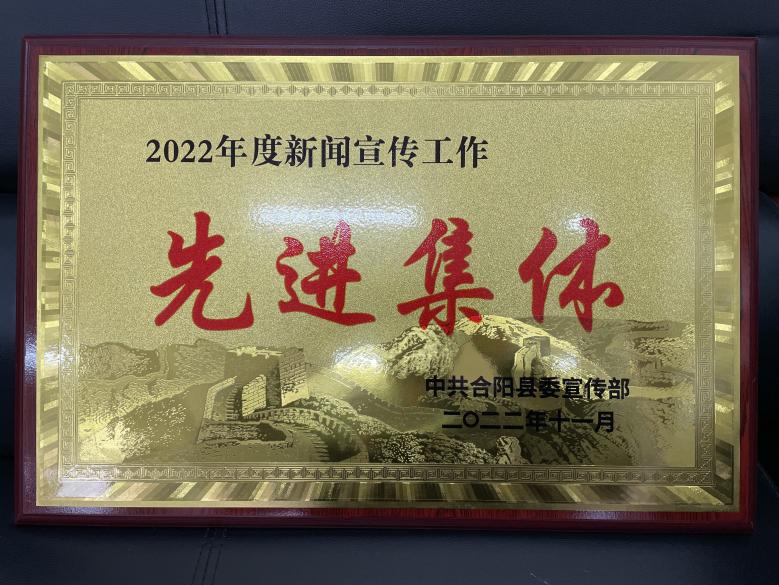 2022年度新闻宣传工作
先进集体
中共合阳县委宣传部
二〇二二年十一月